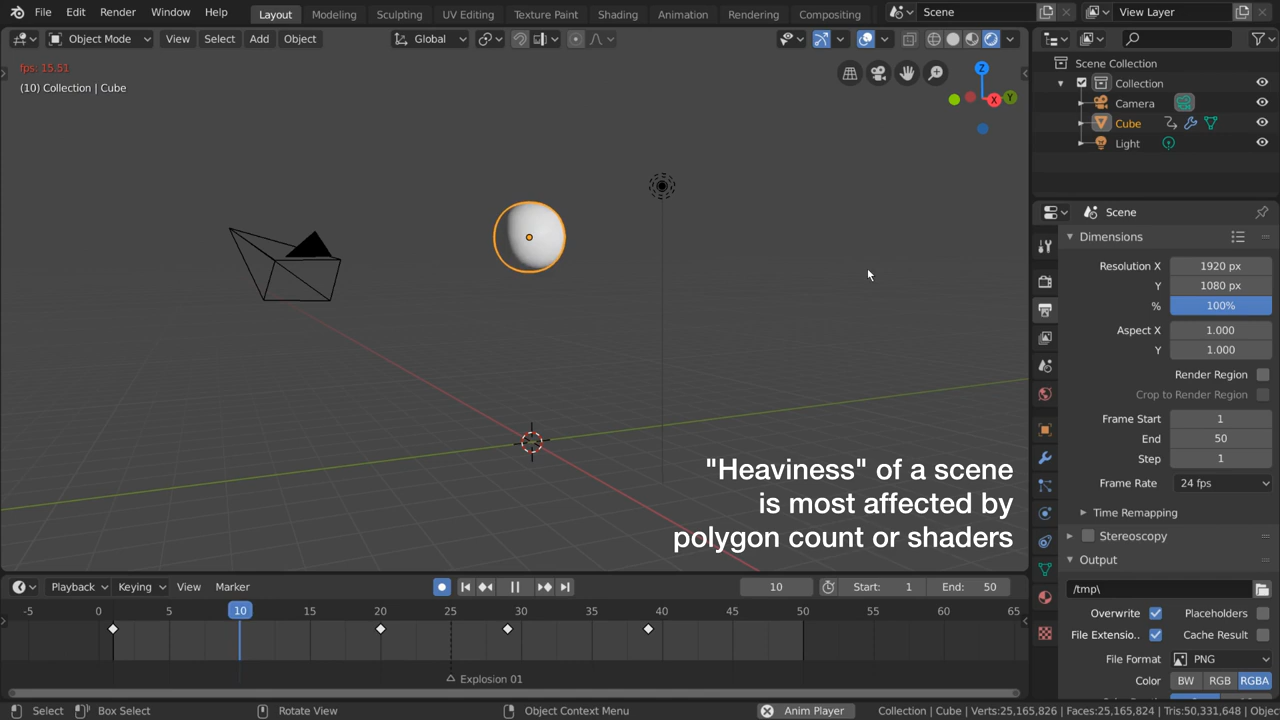 File Edit Render Window Help Layout Modeling Sculpting UV Editing Texture Paint Shading Animation Rendering Compositing Scene View Layer
Object Mode View Select Add Object Global
fps: 15.51
(10) Collection | Cube
Z
X
Y
Scene Collection
Collection
Camera
Cube
Light
Scene
Dimensions
Resolution X 1920 px
Y 1080 px
% 100%
Aspect X 1.000
Y 1.000
Render Region
Crop to Render Region
Frame Start 1
End 50
Step 1
Frame Rate 24 fps
Time Remapping
Stereoscopy
Output
/tmp\
Overwrite Placeholders
File Extensio.. Cache Result
File Format PNG
Color BW RGB RGBA
"Heaviness" of a scene
is most affected by
polygon count or shaders
Playback Keying View Marker 10 Start: 1 End: 50
-5 0 5 10 15 20 25 30 35 40 45 50 55 60 65
Explosion 01
Select Box Select Rotate View Object Context Menu Anim Player Collection | Cube | Verts:25,165,826 | Faces:25,165,824 | Tris:50,331,648 | Objec